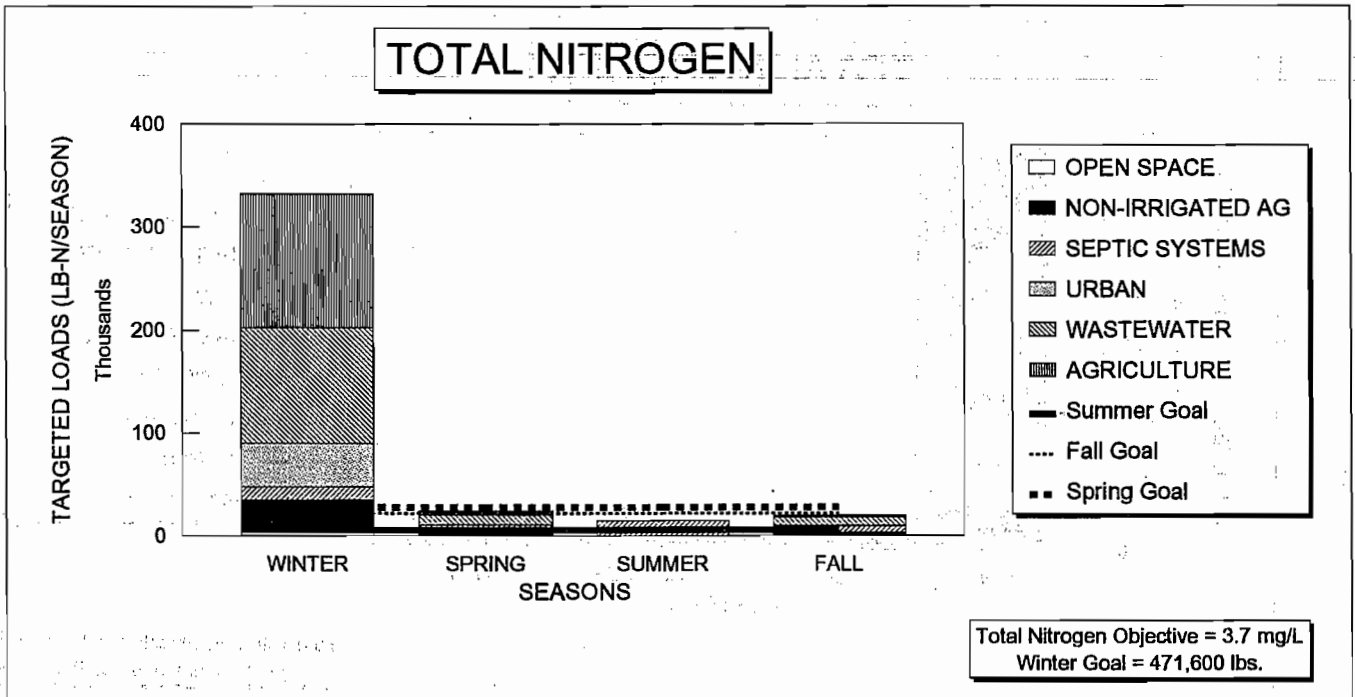 TOTAL NITROGEN
TARGETED LOADS (LB-N/SEASON)
Thousands
400
300
200
100
0
WINTER
SPRING
SUMMER
FALL
SEASONS
OPEN SPACE
NON-IRRIGATED AG
SEPTIC SYSTEMS
URBAN
WASTEWATER
AGRICULTURE
Summer Goal
Fall Goal
Spring Goal
Total Nitrogen Objective = 3.7 mg/L
Winter Goal = 471,600 lbs.